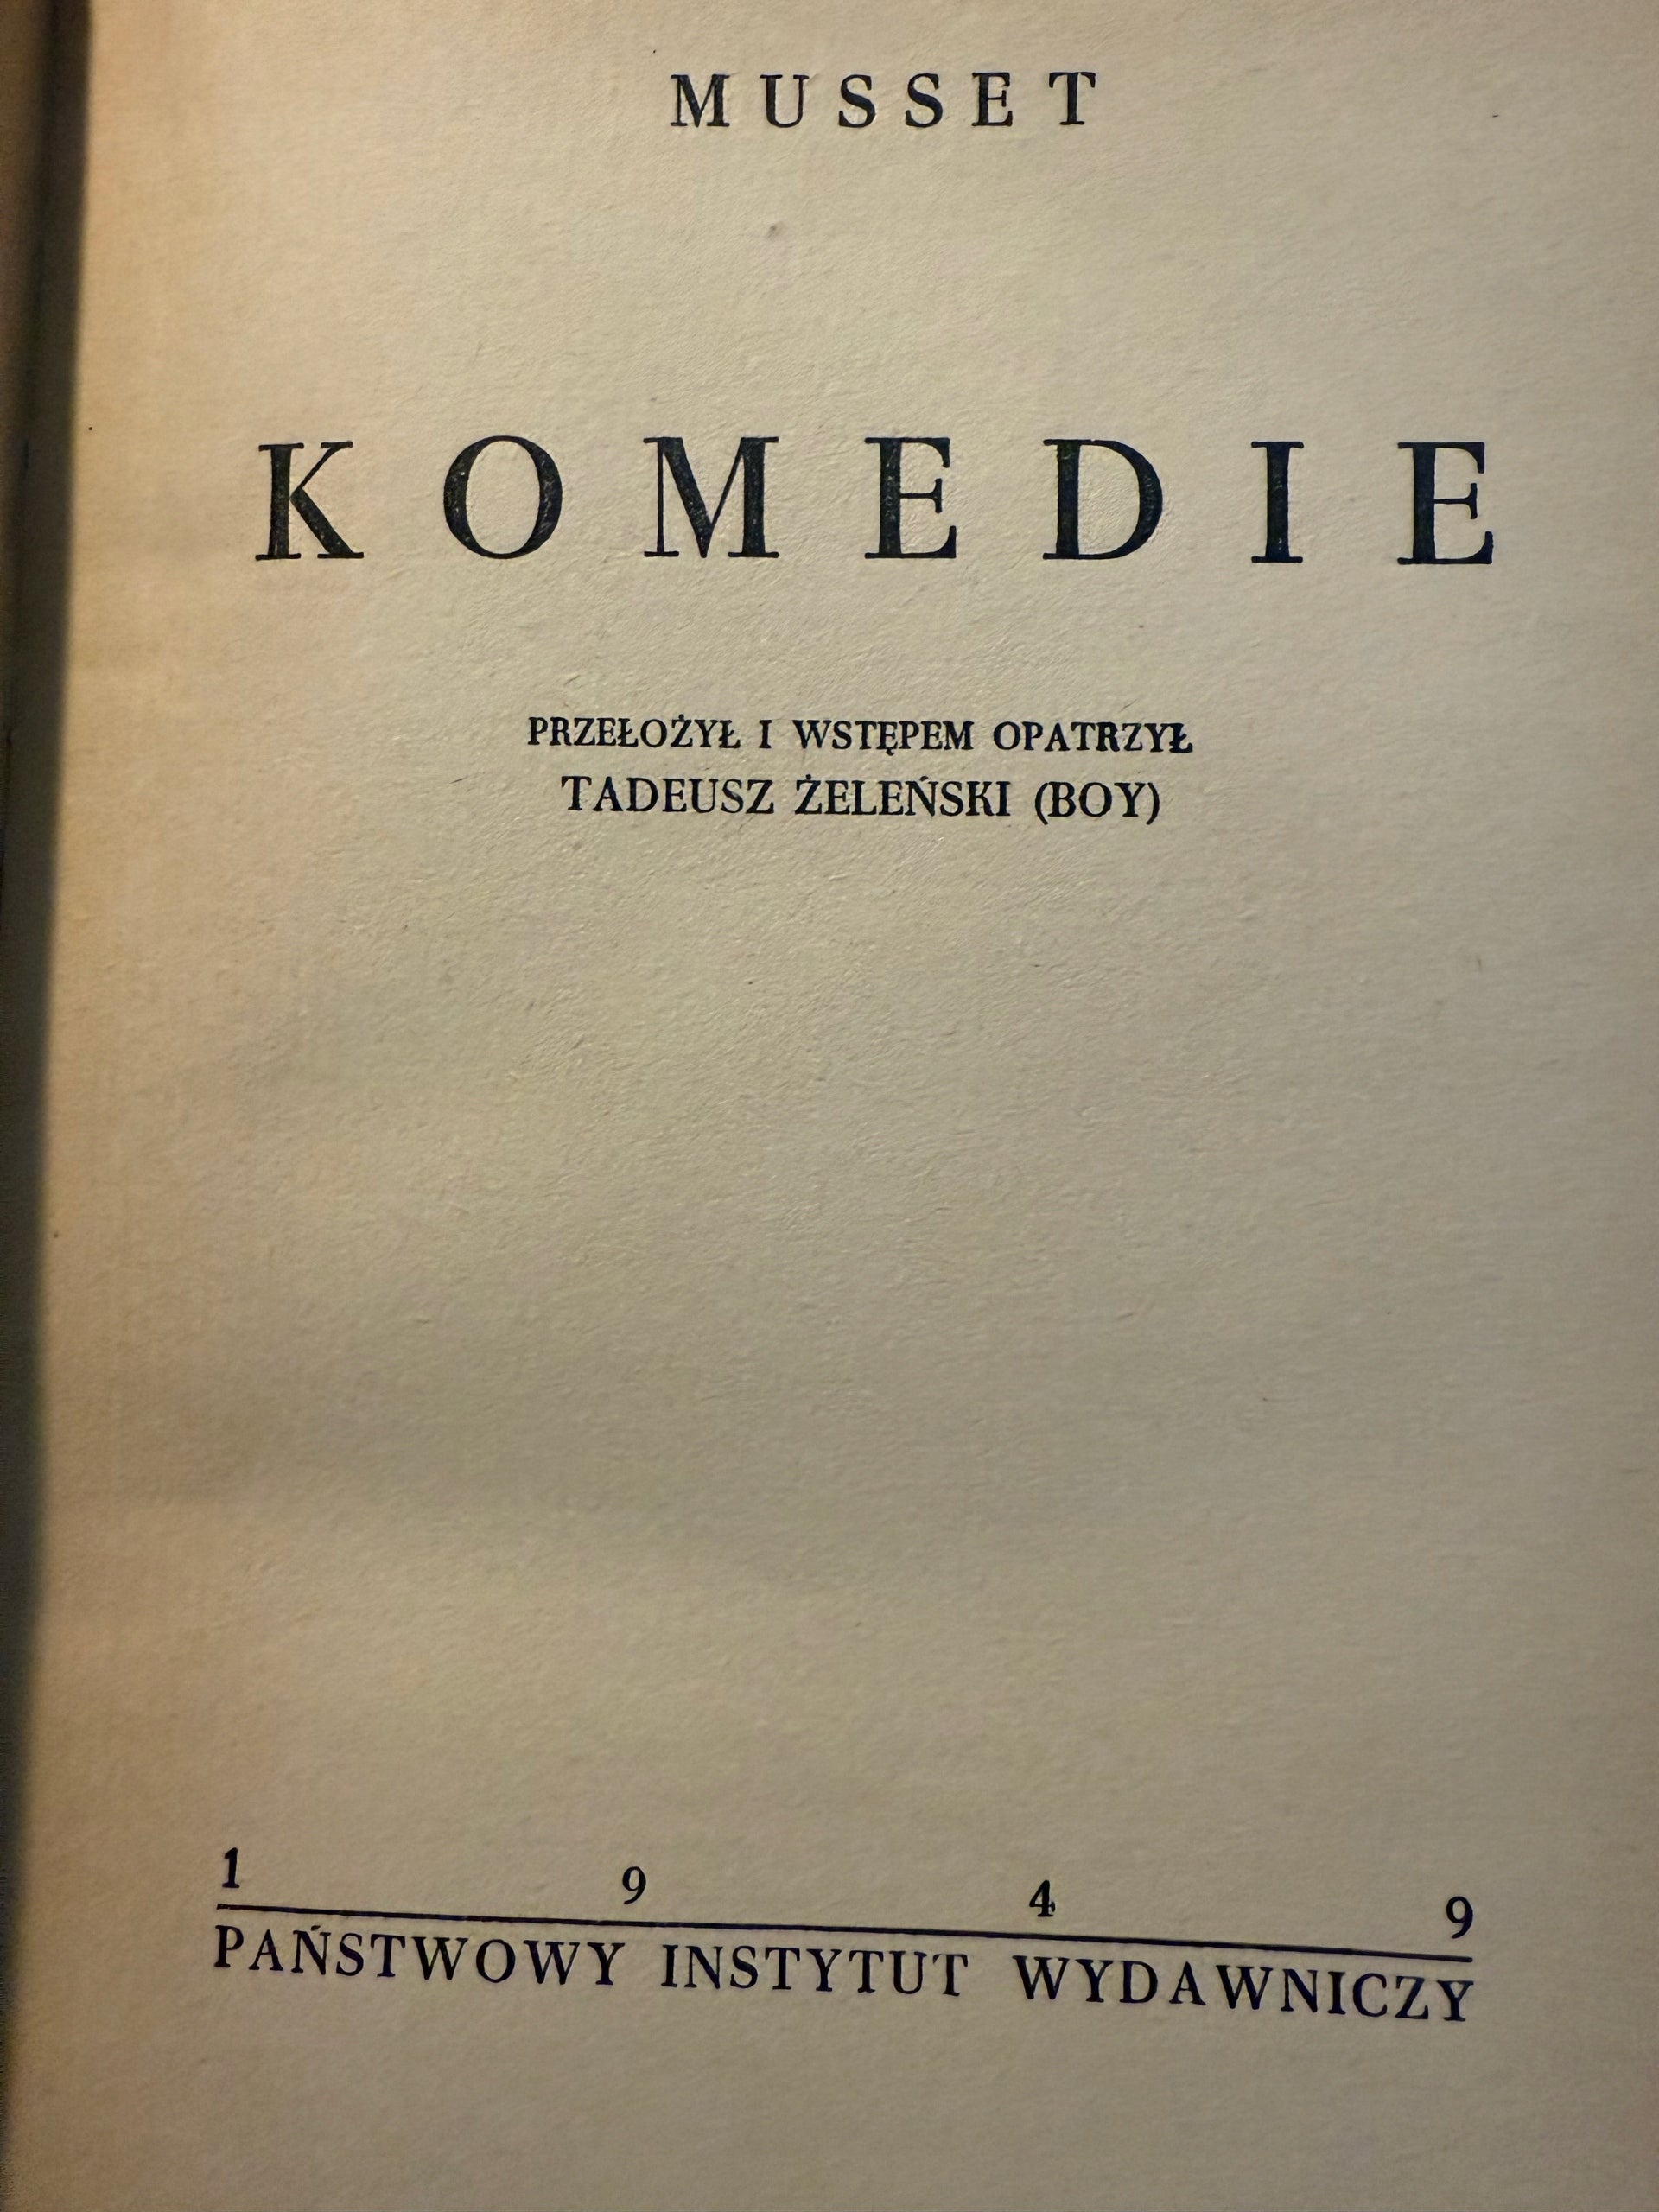 MUSSET
KOMEDIE
PRZEŁOŻYŁ I WSTĘPEM OPATRZYŁ
TADEUSZ ŻELEŃSKI (BOY)
1 9 4 9
PAŃSTWOWY INSTYTUT WYDAWNICZY